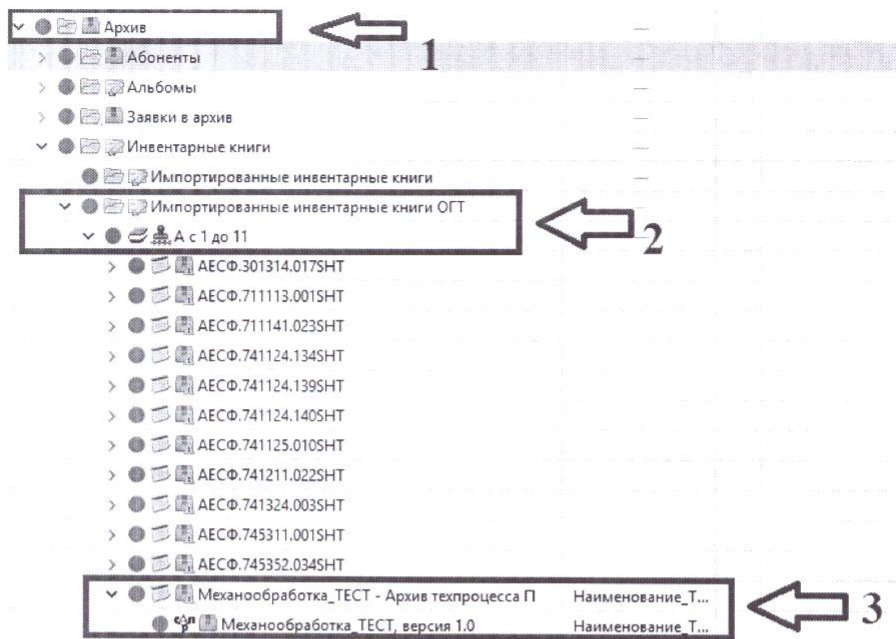 Архив
1
Абоненты
Альбомы
Заявки в архив
Инвентарные книги
Импортированные инвентарные книги
Импортированные инвентарные книги ОГТ
2
А с 1 до 11
АЕСФ.301314.017SHT
АЕСФ.711113.001SHT
АЕСФ.711141.023SHT
АЕСФ.741124.134SHT
АЕСФ.741124.139SHT
АЕСФ.741124.140SHT
АЕСФ.741125.010SHT
АЕСФ.741211.022SHT
АЕСФ.741324.003SHT
АЕСФ.745311.001SHT
АЕСФ.745352.034SHT
Механообработка_ТЕСТ - Архив техпроцесса П Наименование_Т...
3
Механообработка_ТЕСТ, версия 1.0 Наименование_Т...